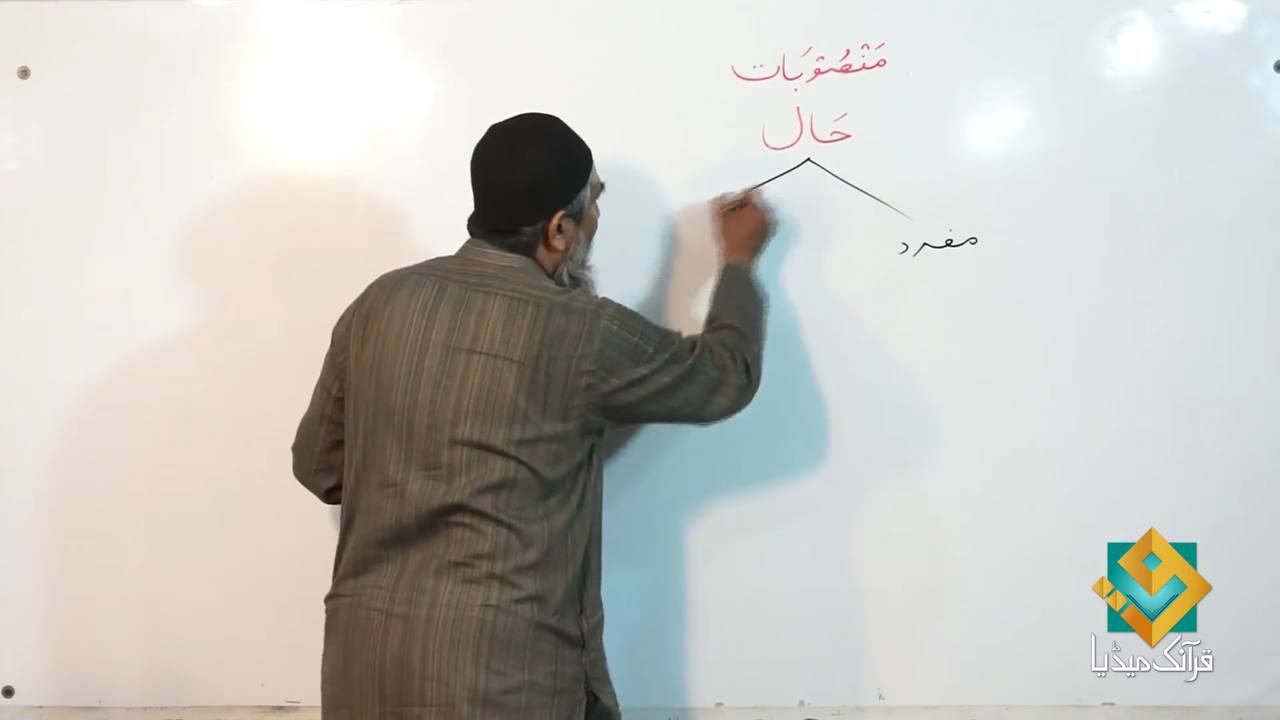 مَنْصُوْبَات
حَال
مفرد
قرآنک میڈیا